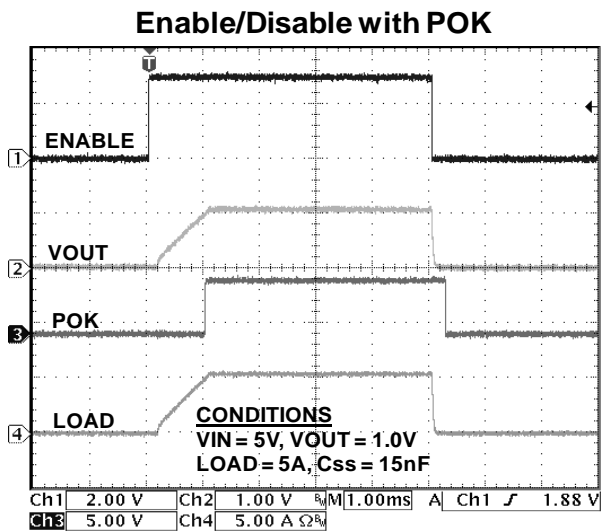 Enable/Disable with POK
T
ENABLE
1
VOUT
2
POK
3
LOAD
4
CONDITIONS
VIN = 5V, VOUT = 1.0V
LOAD = 5A, Css = 15nF
Ch1 2.00 V Ch2 1.00 V BW M 1.00ms A Ch1 ʃ 1.88 V
Ch3 5.00 V Ch4 5.00 A Ω BW